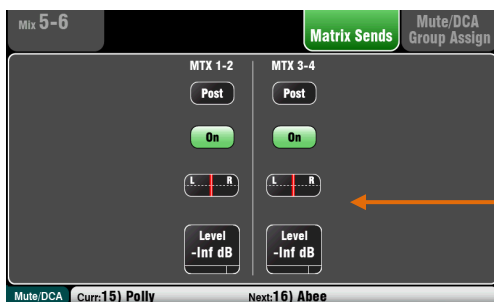 Mix 5-6
Matrix Sends
Mute/DCA
Group Assign
MTX 1-2
MTX 3-4
Post
Post
On
On
L R
L R
Level
-Inf dB
Level
-Inf dB
Mute/DCA Curr:15) Polly Next:16) Abee